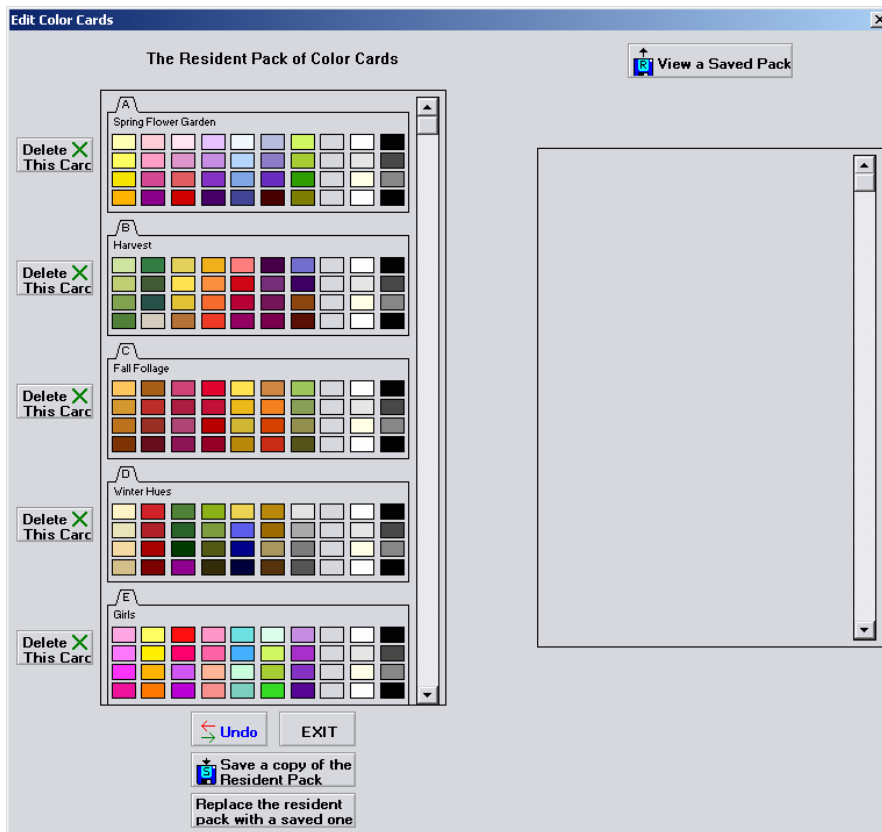 Edit Color Cards
The Resident Pack of Color Cards
R
View a Saved Pack
A
Spring Flower Garden
Delete
This Carc
B
Harvest
Delete
This Carc
C
Fall Follage
Delete
This Carc
D
Winter Hues
Delete
This Carc
E
Girls
Delete
This Carc
Undo
EXIT
S
Save a copy of the
Resident Pack
Replace the resident
pack with a saved one